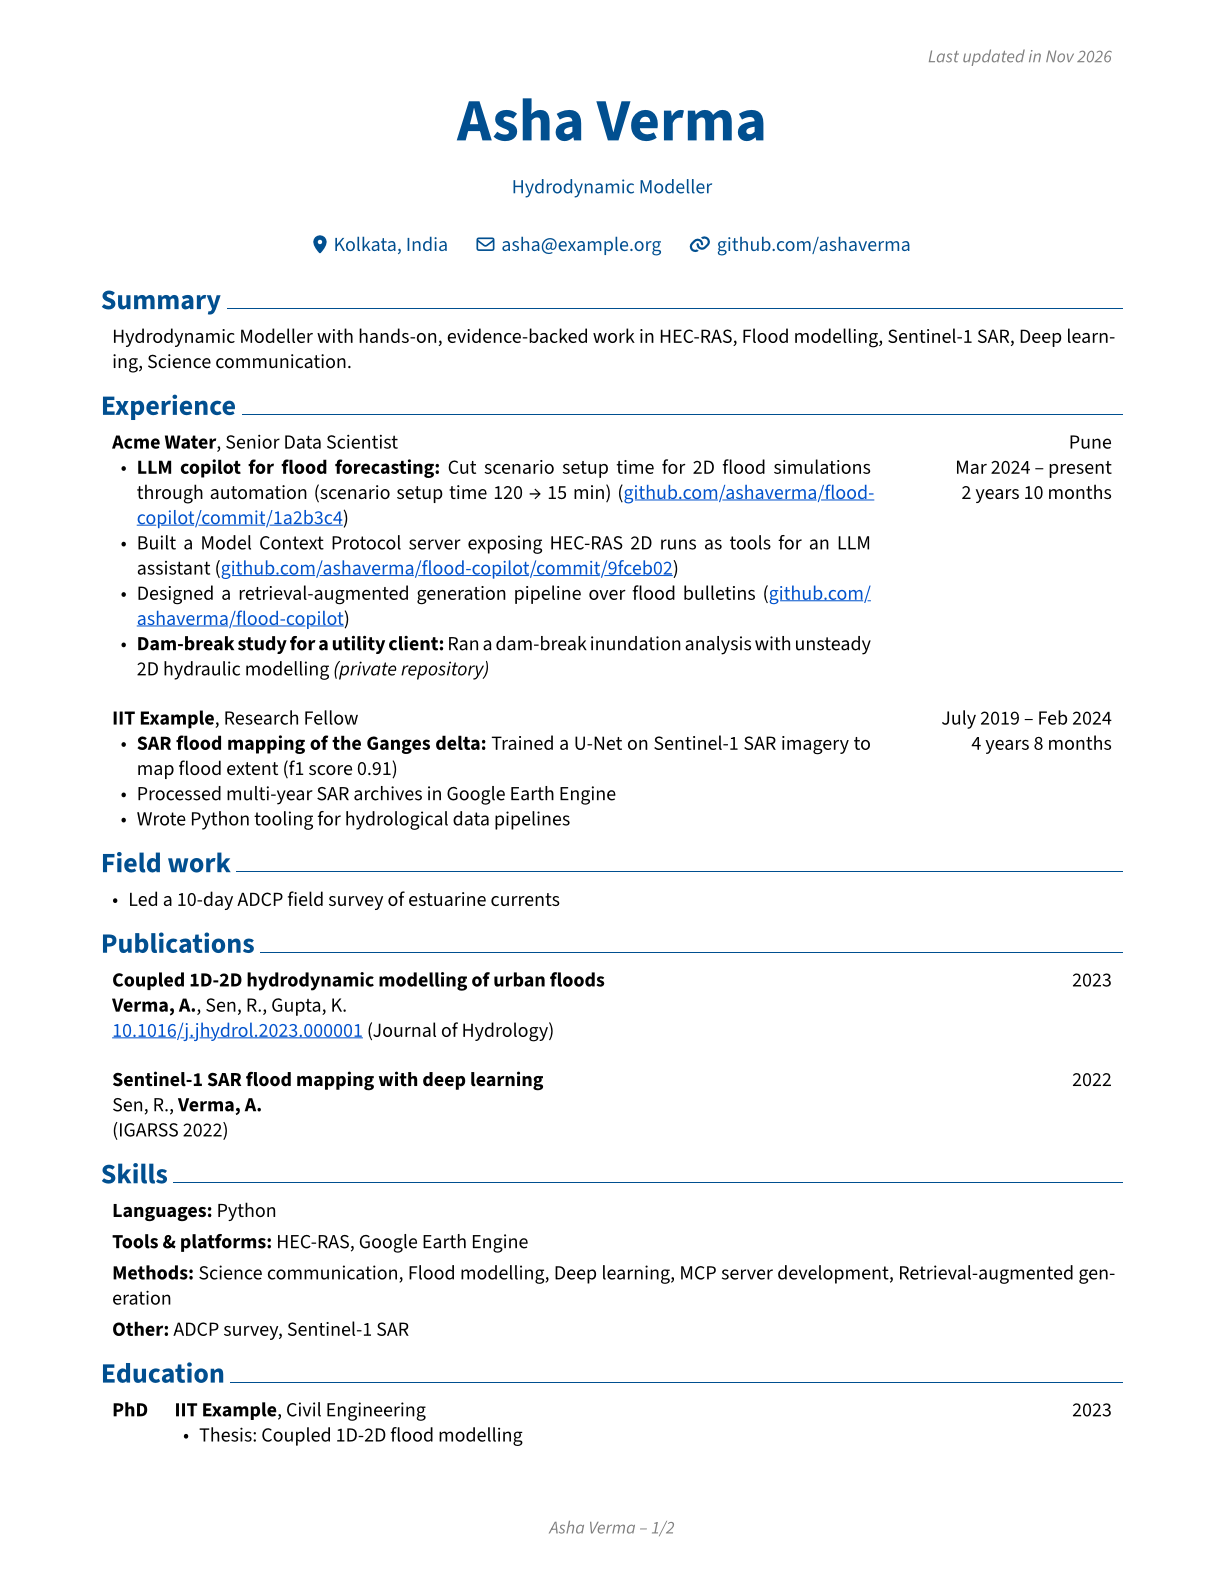 Last updated in Nov 2026
Asha Verma
Hydrodynamic Modeller
Kolkata, India asha@example.org github.com/ashaverma
Summary
Hydrodynamic Modeller with hands-on, evidence-backed work in HEC-RAS, Flood modelling, Sentinel-1 SAR, Deep learn-
ing, Science communication.
Experience
Acme Water, Senior Data Scientist Pune
• LLM copilot for flood forecasting: Cut scenario setup time for 2D flood simulations Mar 2024 – present
through automation (scenario setup time 120 → 15 min) (github.com/ashaverma/flood- 2 years 10 months
copilot/commit/1a2b3c4)
• Built a Model Context Protocol server exposing HEC-RAS 2D runs as tools for an LLM
assistant (github.com/ashaverma/flood-copilot/commit/9fceb02)
• Designed a retrieval-augmented generation pipeline over flood bulletins (github.com/
ashaverma/flood-copilot)
• Dam-break study for a utility client: Ran a dam-break inundation analysis with unsteady
2D hydraulic modelling (private repository)
IIT Example, Research Fellow July 2019 – Feb 2024
• SAR flood mapping of the Ganges delta: Trained a U-Net on Sentinel-1 SAR imagery to 4 years 8 months
map flood extent (f1 score 0.91)
• Processed multi-year SAR archives in Google Earth Engine
• Wrote Python tooling for hydrological data pipelines
Field work
• Led a 10-day ADCP field survey of estuarine currents
Publications
Coupled 1D-2D hydrodynamic modelling of urban floods 2023
Verma, A., Sen, R., Gupta, K.
10.1016/j.jhydrol.2023.000001 (Journal of Hydrology)
Sentinel-1 SAR flood mapping with deep learning 2022
Sen, R., Verma, A.
(IGARSS 2022)
Skills
Languages: Python
Tools & platforms: HEC-RAS, Google Earth Engine
Methods: Science communication, Flood modelling, Deep learning, MCP server development, Retrieval-augmented gen-
eration
Other: ADCP survey, Sentinel-1 SAR
Education
PhD IIT Example, Civil Engineering 2023
• Thesis: Coupled 1D-2D flood modelling
Asha Verma – 1/2